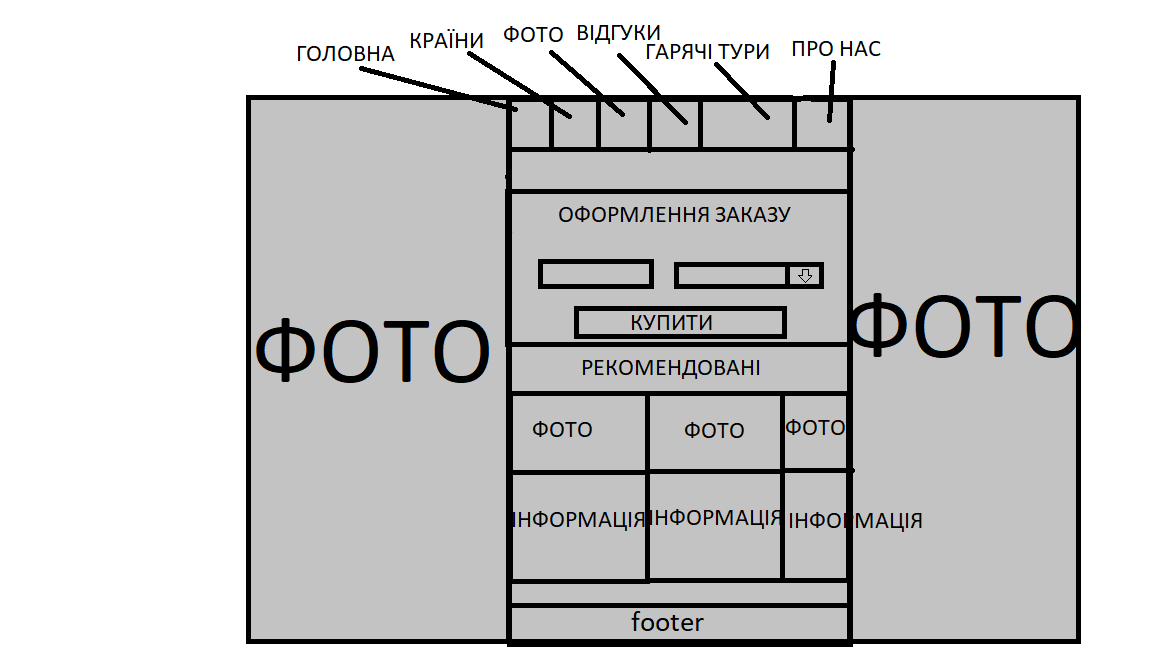 ГОЛОВНА
КРАЇНИ
ФОТО
ВІДГУКИ
ГАРЯЧІ ТУРИ
ПРО НАС
ОФОРМЛЕННЯ ЗАКАЗУ
КУПИТИ
ФОТО
ФОТО
РЕКОМЕНДОВАНІ
ФОТО
ФОТО
ФОТО
ІНФОРМАЦІЯ
ІНФОРМАЦІЯ
ІНФОРМАЦІЯ
footer